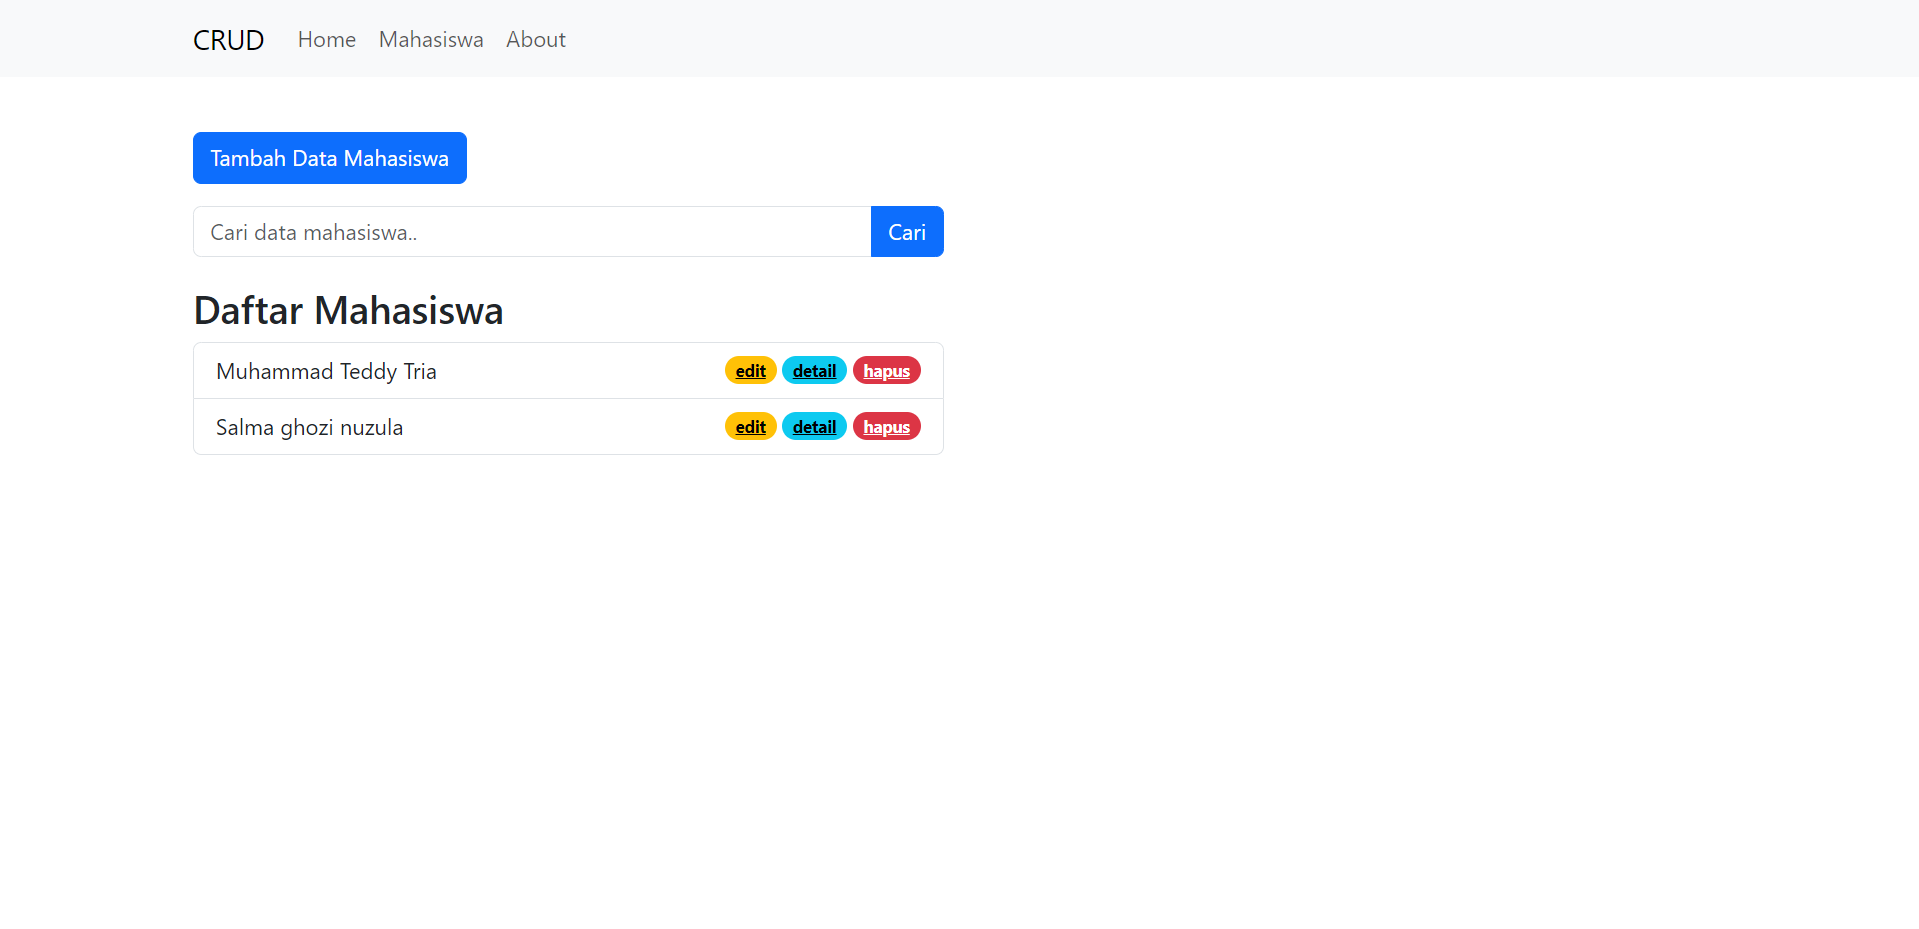 CRUD Home Mahasiswa About
Tambah Data Mahasiswa
Cari data mahasiswa.. Cari
Daftar Mahasiswa
Muhammad Teddy Tria edit detail hapus
Salma ghozi nuzula edit detail hapus